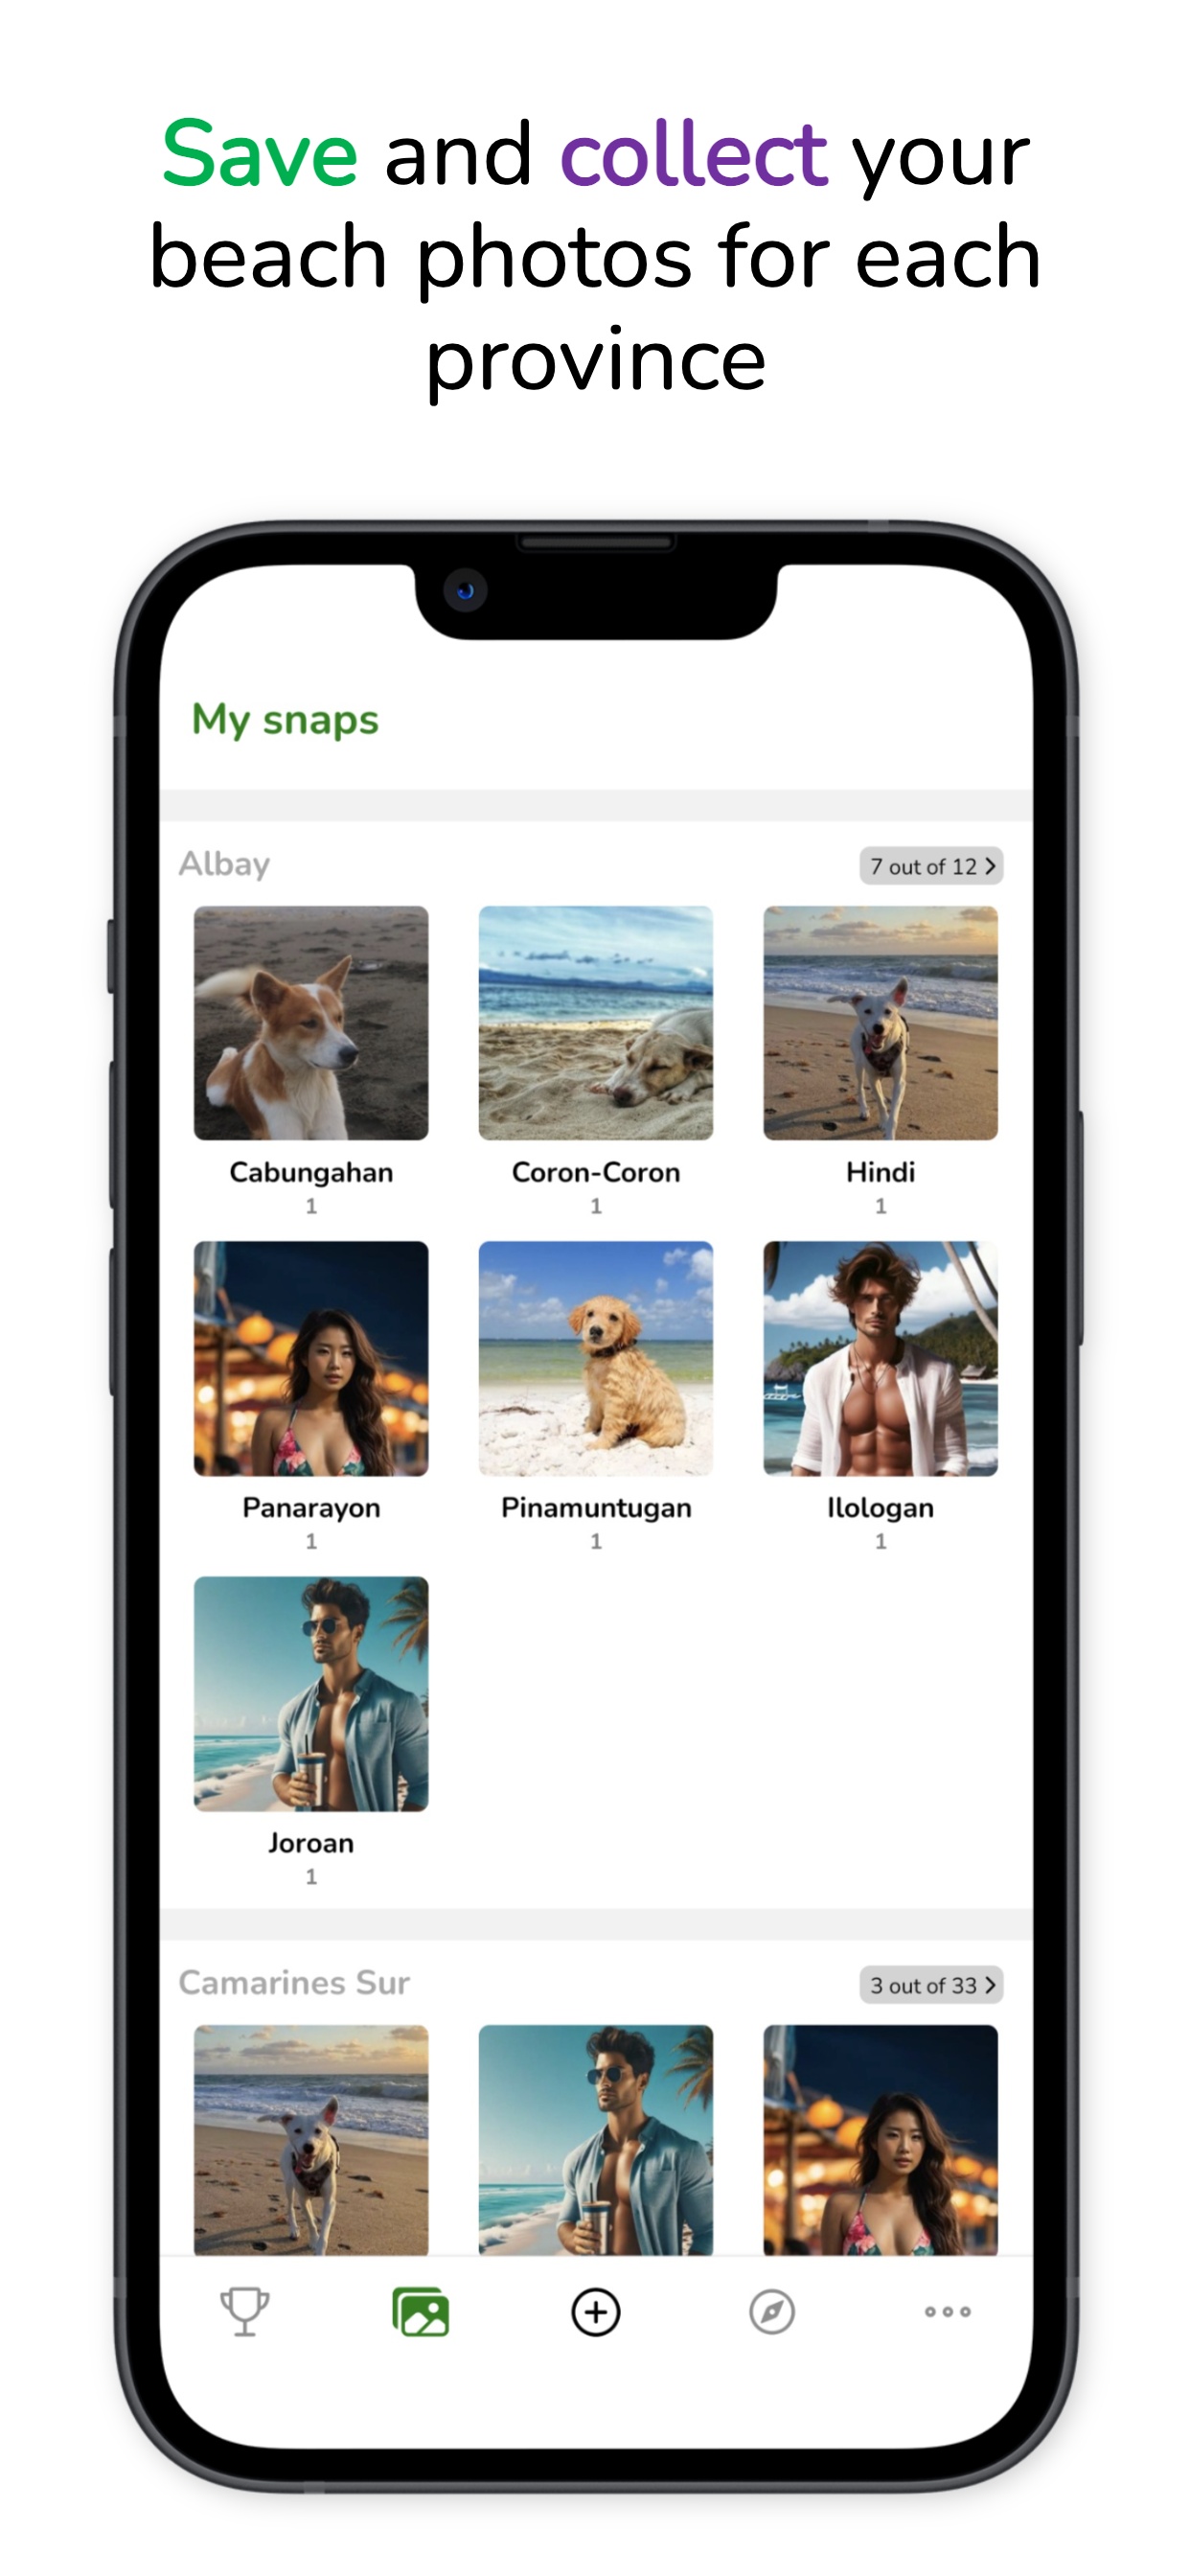 Save and collect your
beach photos for each
province
My snaps
Albay
7 out of 12
Cabungahan
Coron-Coron
Hindi
1
1
1
Panarayon
Pinamuntugan
Ilologan
1
1
1
Joroan
1
Camarines Sur
3 out of 33